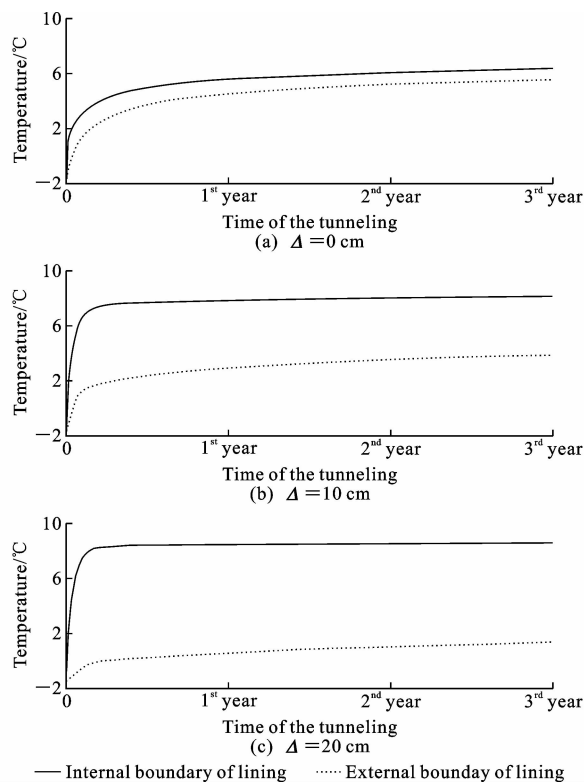 10
6
2
−2
Temperature/℃
0
1st year
2nd year
3rd year
Time of the tunneling
(a) Δ=0 cm
10
6
2
−2
Temperature/℃
0
1st year
2nd year
3rd year
Time of the tunneling
(b) Δ=10 cm
10
6
2
−2
Temperature/℃
0
1st year
2nd year
3rd year
Time of the tunneling
(c) Δ=20 cm
Internal boundary of lining
External bounday of lining